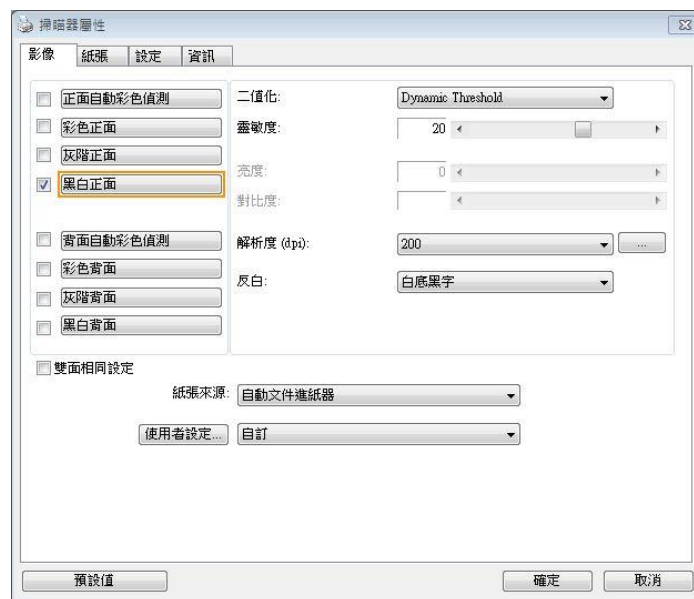 掃瞄器屬性
影像 紙張 設定 資訊
正面自動彩色偵測
彩色正面
灰階正面
黑白正面
背面自動彩色偵測
彩色背面
灰階背面
黑白背面
二值化: Dynamic Threshold
靈敏度: 20
亮度: 0
對比度:
解析度 (dpi): 200 ...
反白: 白底黑字
雙面相同設定
紙張來源: 自動文件進紙器
使用者設定... 自訂
預設值 確定 取消